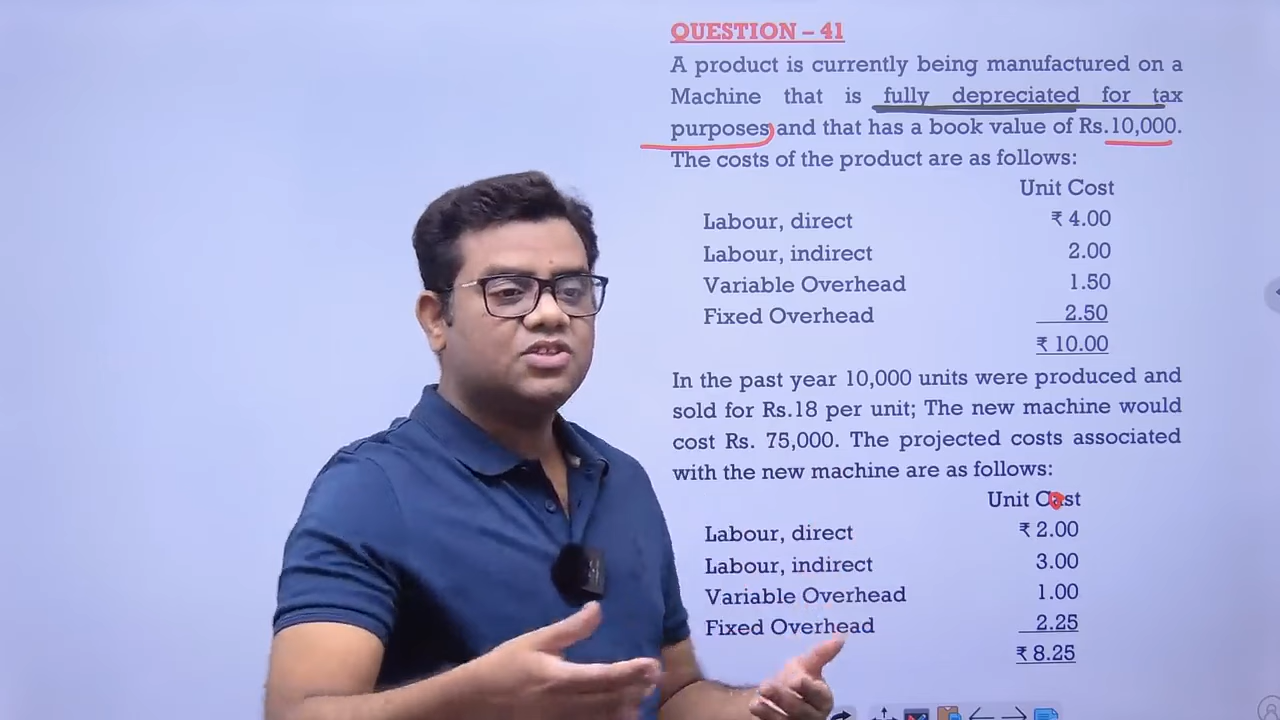 QUESTION – 41
A product is currently being manufactured on a
Machine that is fully depreciated for tax
purposes and that has a book value of Rs.10,000.
The costs of the product are as follows:
Unit Cost
Labour, direct ₹ 4.00
Labour, indirect 2.00
Variable Overhead 1.50
Fixed Overhead 2.50
₹ 10.00
In the past year 10,000 units were produced and
sold for Rs.18 per unit; The new machine would
cost Rs. 75,000. The projected costs associated
with the new machine are as follows:
Unit Cost
Labour, direct ₹ 2.00
Labour, indirect 3.00
Variable Overhead 1.00
Fixed Overhead 2.25
₹ 8.25